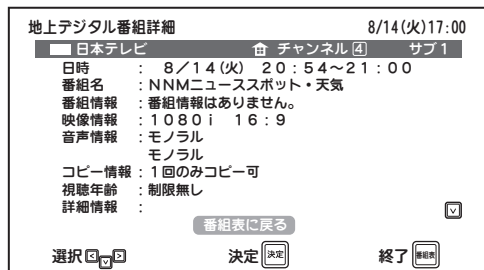 地上デジタル番組詳細 8/14(火)17:00
日本テレビ チャンネル 4 サブ1
日時 : 8/14(火) 20:54~21:00
番組名 : NNMニューススポット・天気
番組情報 : 番組情報はありません。
映像情報 : 1080i 16:9
音声情報 : モノラル
モノラル
コピー情報 : 1回のみコピー可
視聴年齢 : 制限無し
詳細情報 :
番組表に戻る
選択 決定 決定 終了 番組表